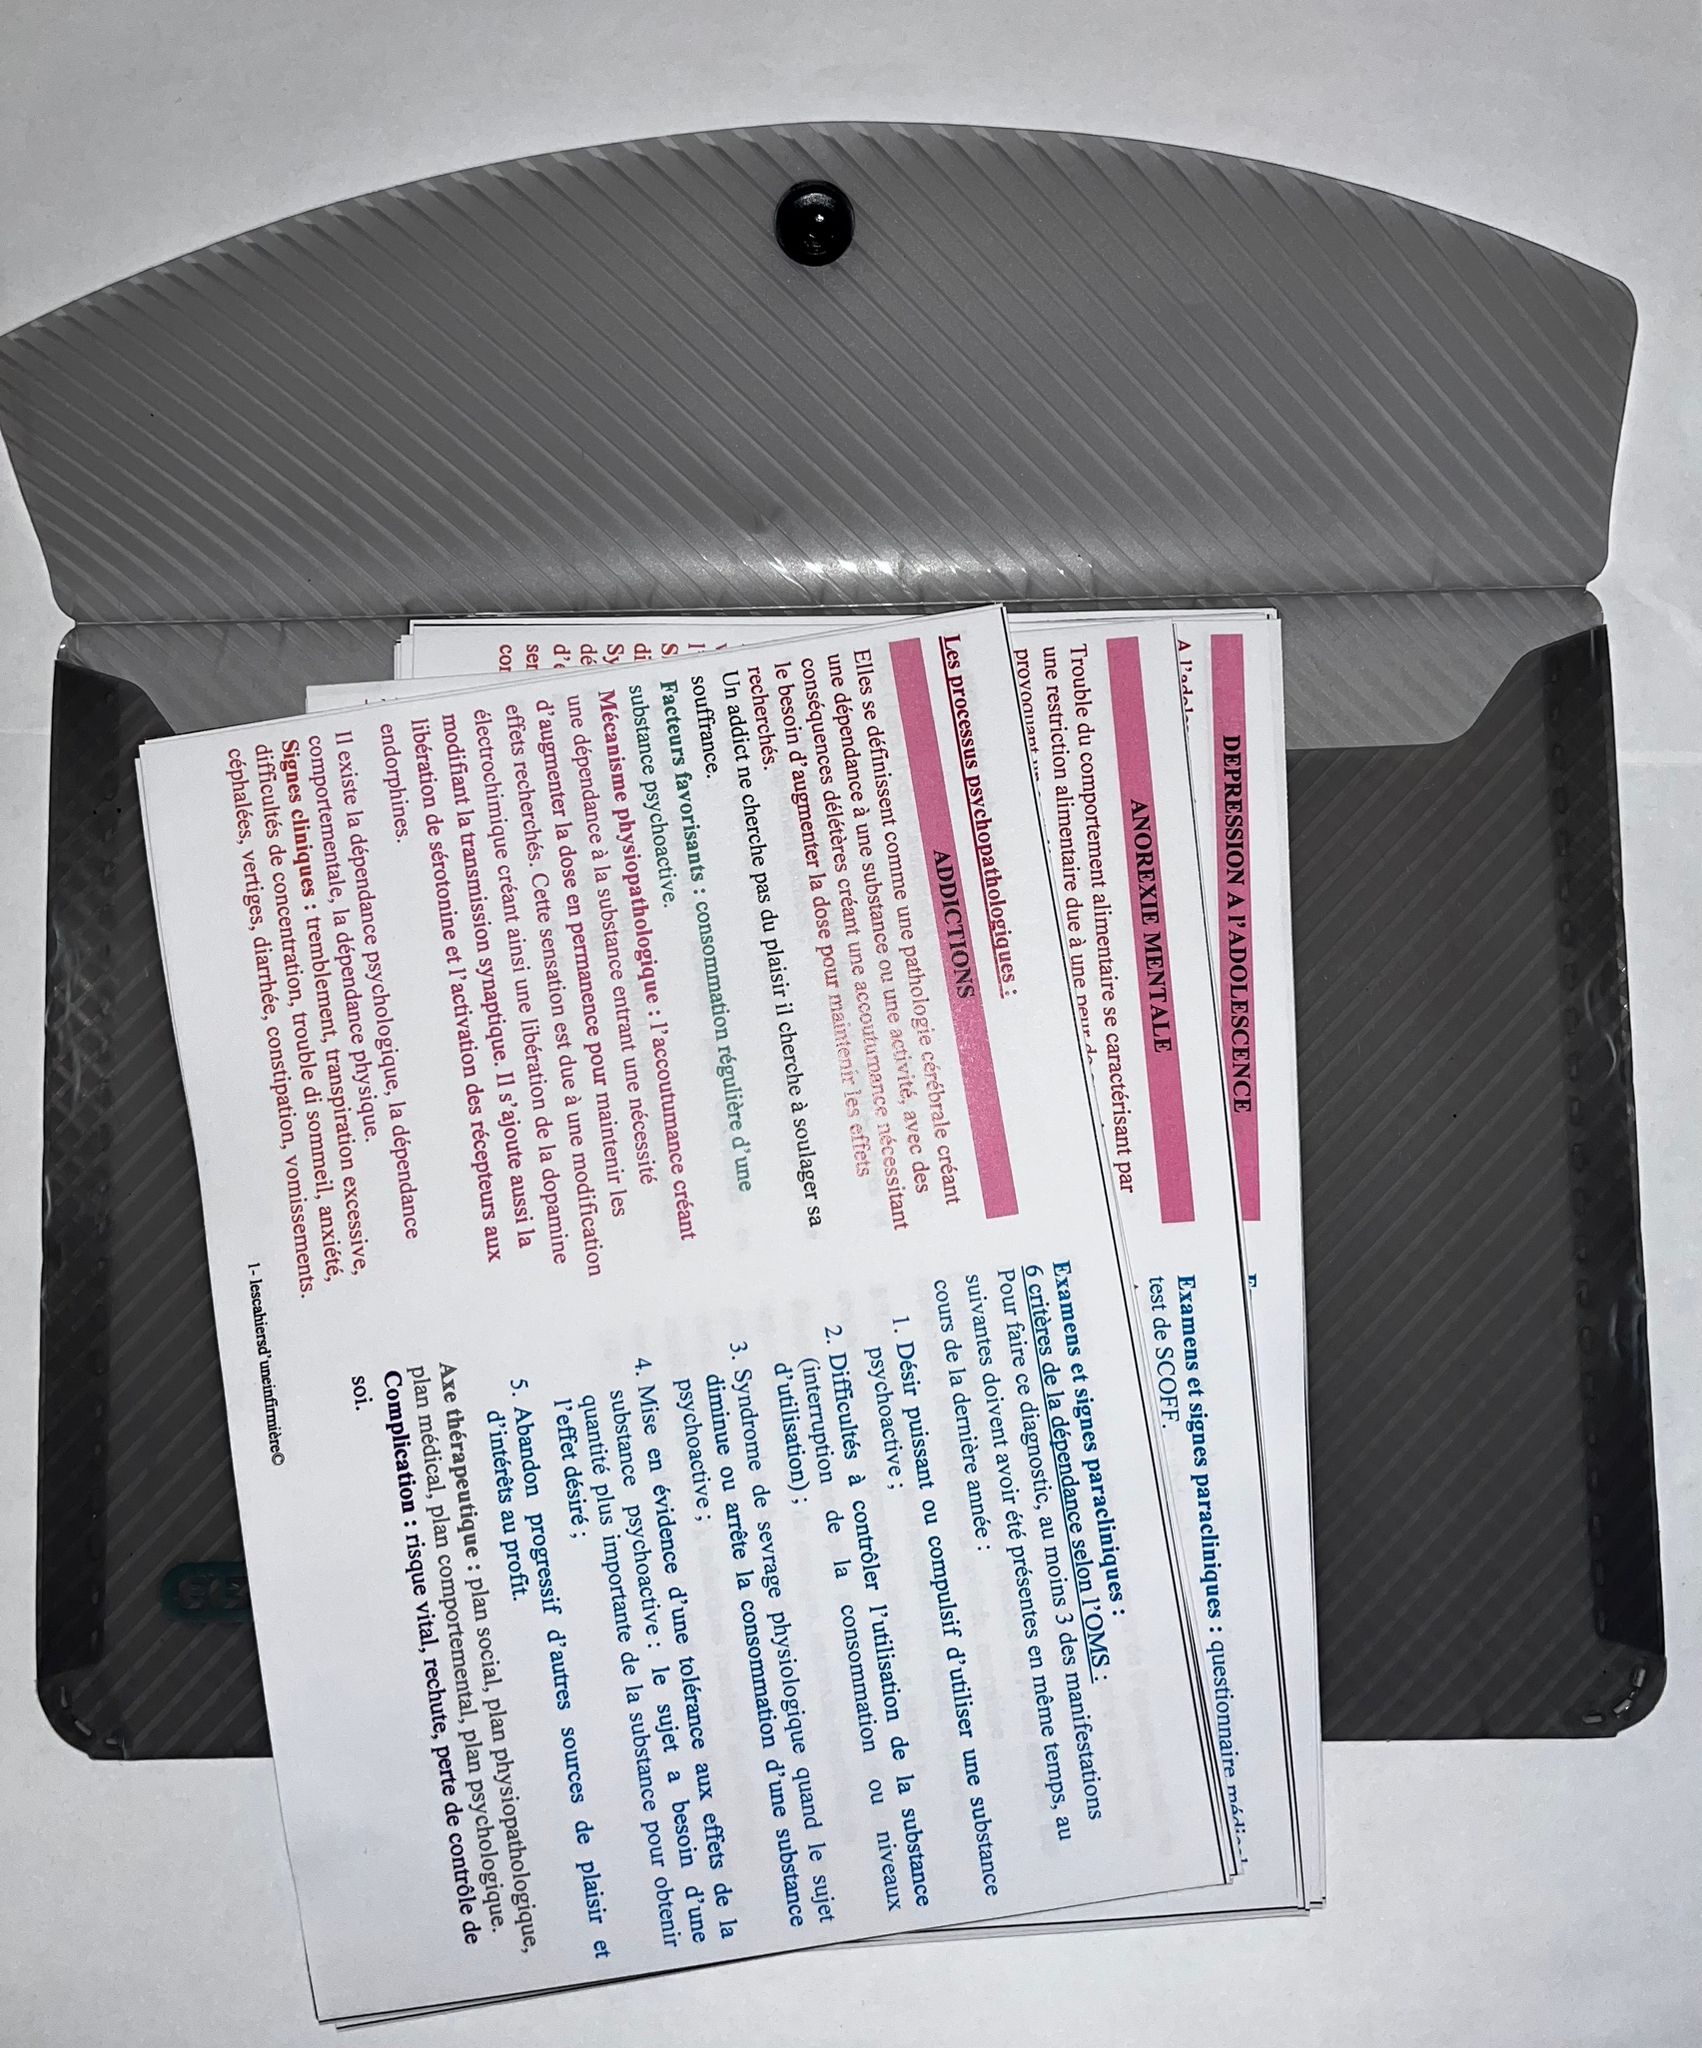 DEPRESSION A l'ADOLESCENCE
ANOREXIE MENTALE
Trouble du comportement alimentaire se caractérisant par
une restriction alimentaire due à une peur de
provoquant
Examens et signes paracliniques : questionnaire médical
test de SCOFF.
Les processus psychopathologiques :
ADDICTIONS
Elles se définissent comme une pathologie cérébrale créant
une dépendance à une substance ou une activité, avec des
conséquences délétères créant une accoutumance nécessitant
le besoin d'augmenter la dose pour maintenir les effets
recherchés.
Un addict ne cherche pas du plaisir il cherche à soulager sa
souffrance.
Facteurs favorisants : consommation régulière d'une
substance psychoactive.
Mécanisme physiopathologique : l'accoutumance créant
une dépendance à la substance entrant une nécessité
d'augmenter la dose en permanence pour maintenir les
effets recherchés. Cette sensation est due à une modification
électrochimique créant ainsi une libération de la dopamine
modifiant la transmission synaptique. Il s'ajoute aussi la
libération de sérotonine et l'activation des récepteurs aux
endorphines.
Il existe la dépendance psychologique, la dépendance
comportementale, la dépendance physique.
Signes cliniques : tremblement, transpiration excessive,
difficultés de concentration, trouble di sommeil, anxiété,
céphalées, vertiges, diarrhée, constipation, vomissements.
Examens et signes paracliniques :
6 critères de la dépendance selon l'OMS :
Pour faire ce diagnostic, au moins 3 des manifestations
suivantes doivent avoir été présentes en même temps, au
cours de la dernière année :
1. Désir puissant ou compulsif d'utiliser une substance
psychoactive ;
2. Difficultés à contrôler l'utilisation de la substance
(interruption de la consommation ou niveaux
d'utilisation) ;
3. Syndrome de sevrage physiologique quand le sujet
diminue ou arrête la consommation d'une substance
psychoactive ;
4. Mise en évidence d'une tolérance aux effets de la
substance psychoactive : le sujet a besoin d'une
quantité plus importante de la substance pour obtenir
l'effet désiré ;
5. Abandon progressif d'autres sources de plaisir et
d'intérêts au profit.
Axe thérapeutique : plan social, plan physiopathologique,
plan médical, plan comportemental, plan psychologique.
Complication : risque vital, rechute, perte de contrôle de
soi.
1- lescahiersd'uneinfirmière©